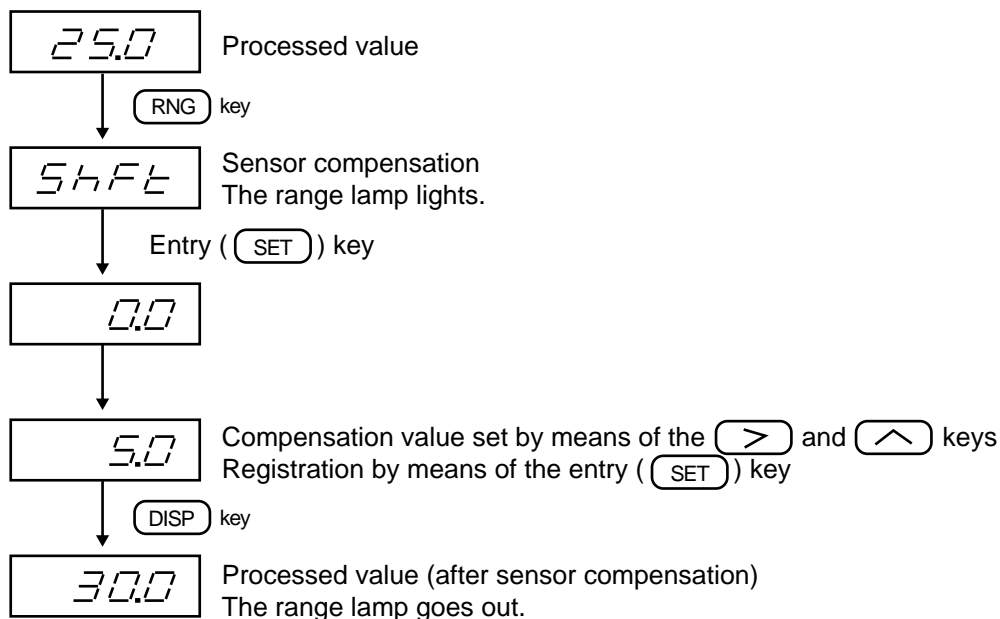 25.0
Processed value
RNG key
ShFt
Sensor compensation
The range lamp lights.
Entry ( SET ) key
0.0
5.0
Compensation value set by means of the > and ^ keys
Registration by means of the entry ( SET ) key
DISP key
30.0
Processed value (after sensor compensation)
The range lamp goes out.